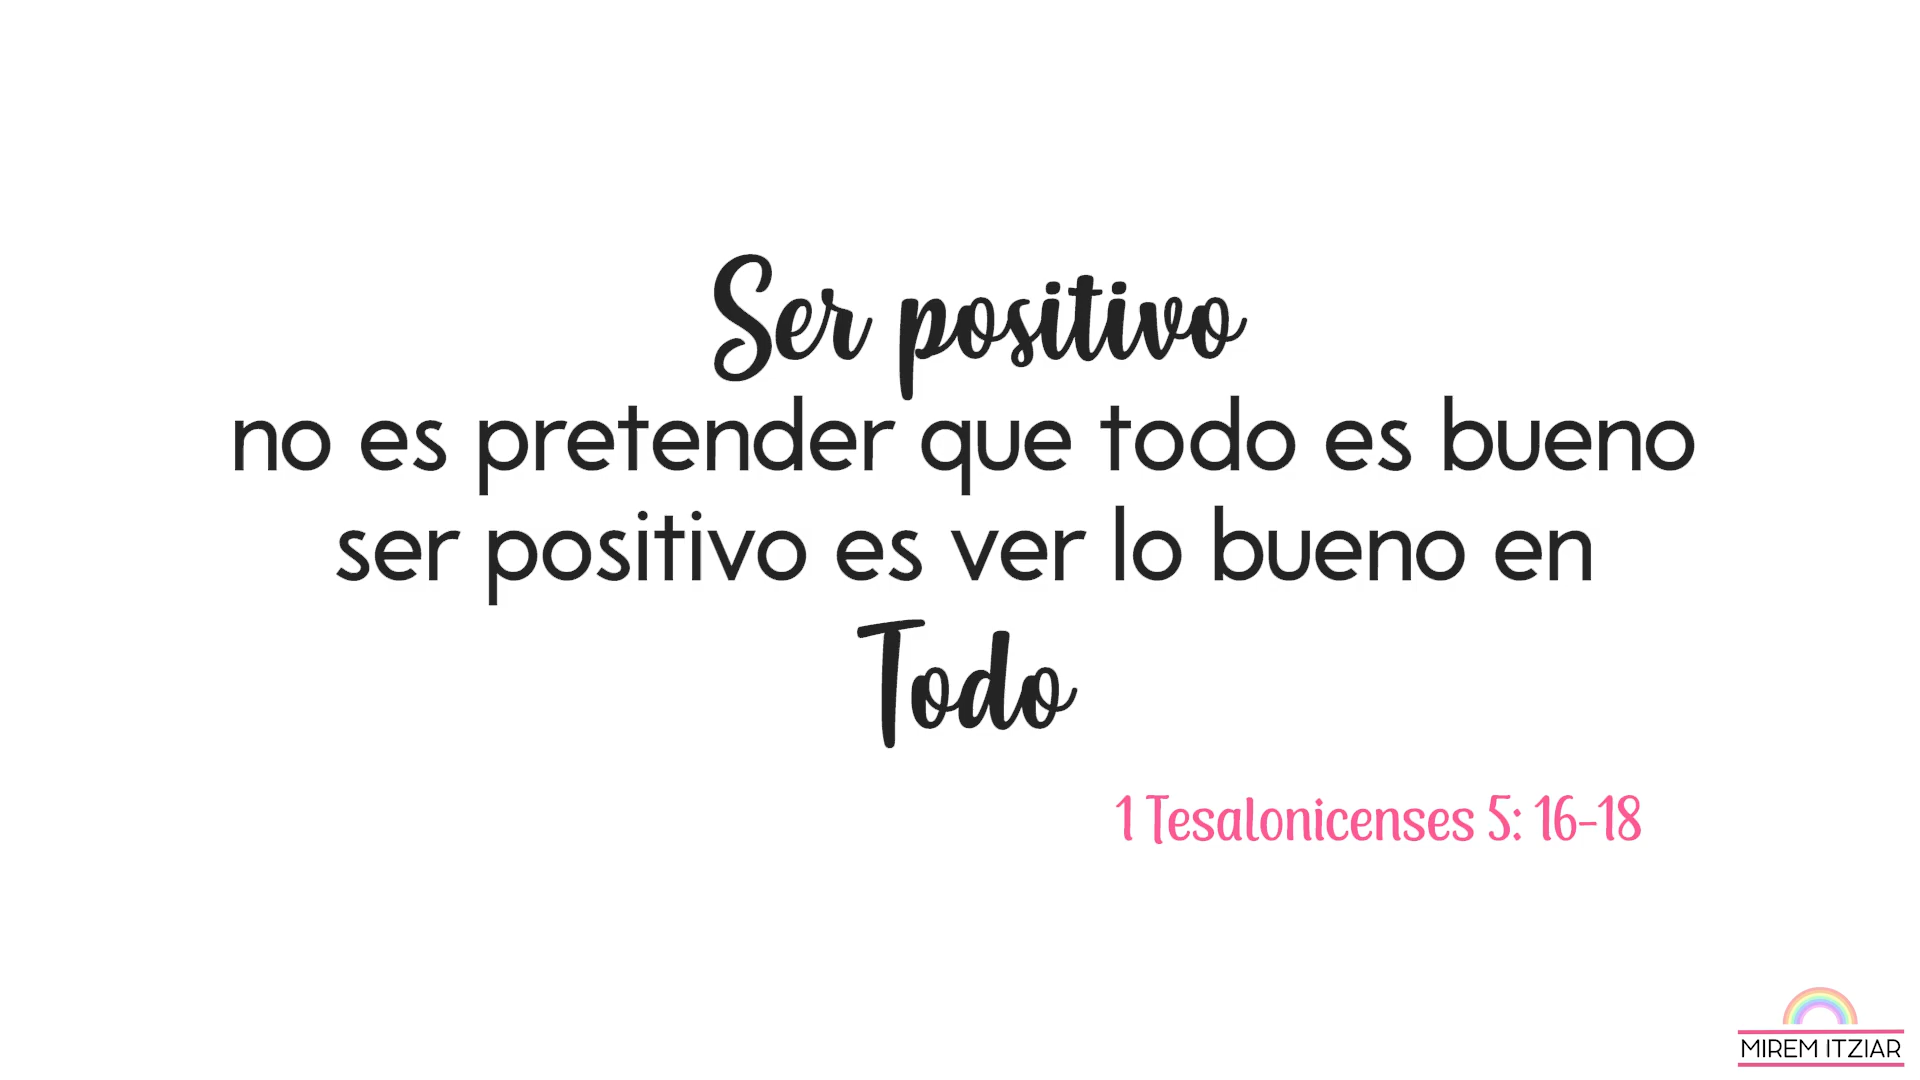 Ser positivo
no es pretender que todo es bueno
ser positivo es ver lo bueno en
Todo
1 Tesalonicenses 5: 16-18
MIREM ITZIAR